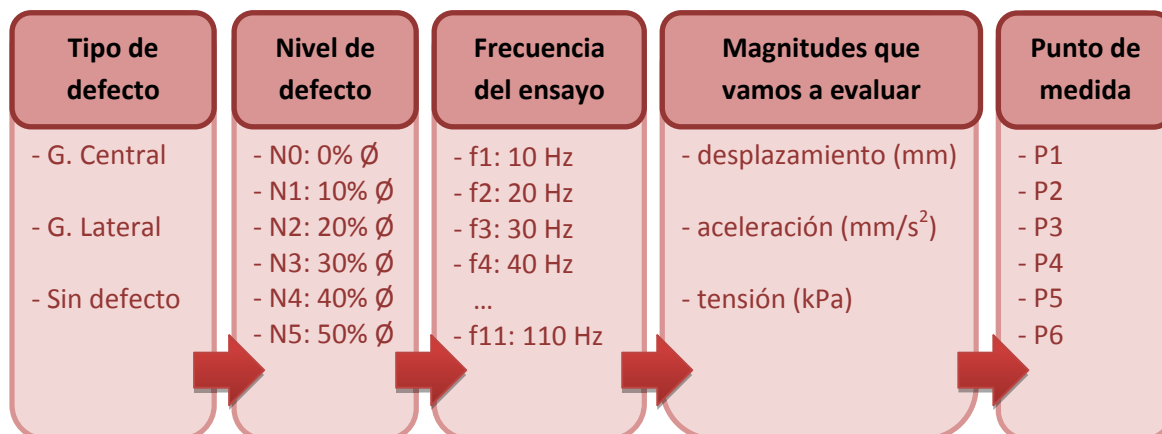 Tipo de
defecto
- G. Central
- G. Lateral
- Sin defecto
Nivel de
defecto
- N0: 0% Ø
- N1: 10% Ø
- N2: 20% Ø
- N3: 30% Ø
- N4: 40% Ø
- N5: 50% Ø
Frecuencia
del ensayo
- f1: 10 Hz
- f2: 20 Hz
- f3: 30 Hz
- f4: 40 Hz
...
- f11: 110 Hz
Magnitudes que
vamos a evaluar
- desplazamiento (mm)
- aceleración (mm/s²)
- tensión (kPa)
Punto de
medida
- P1
- P2
- P3
- P4
- P5
- P6